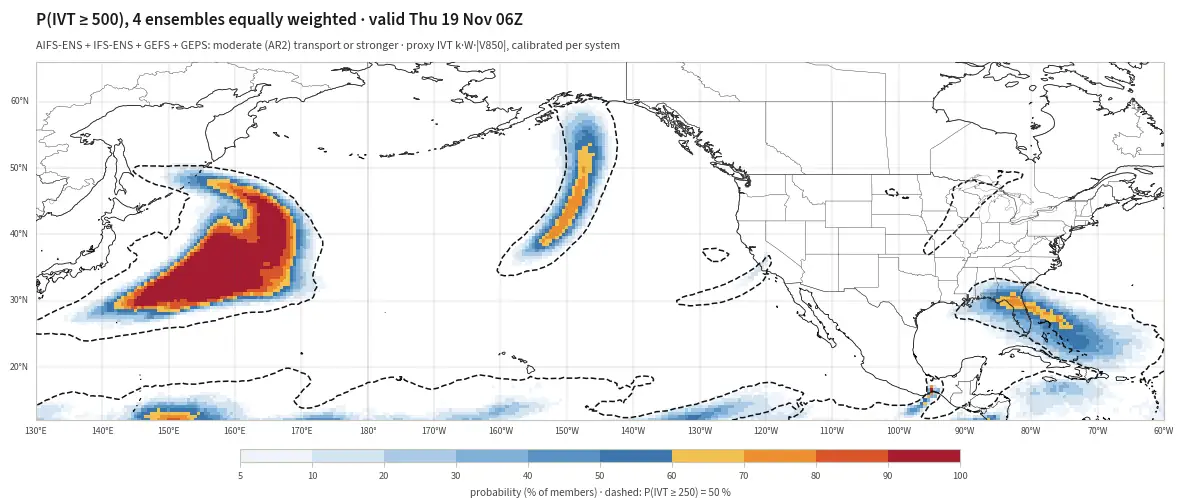 P(IVT ≥ 500), 4 ensembles equally weighted · valid Thu 19 Nov 06Z
AIFS-ENS + IFS-ENS + GEFS + GEPS: moderate (AR2) transport or stronger · proxy IVT k·W·|V850|, calibrated per system
60°N
50°N
40°N
30°N
20°N
130°E 140°E 150°E 160°E 170°E 180° 170°W 160°W 150°W 140°W 130°W 120°W 110°W 100°W 90°W 80°W 70°W 60°W
5 10 20 30 40 50 60 70 80 90 100
probability (% of members) · dashed: P(IVT ≥ 250) = 50 %